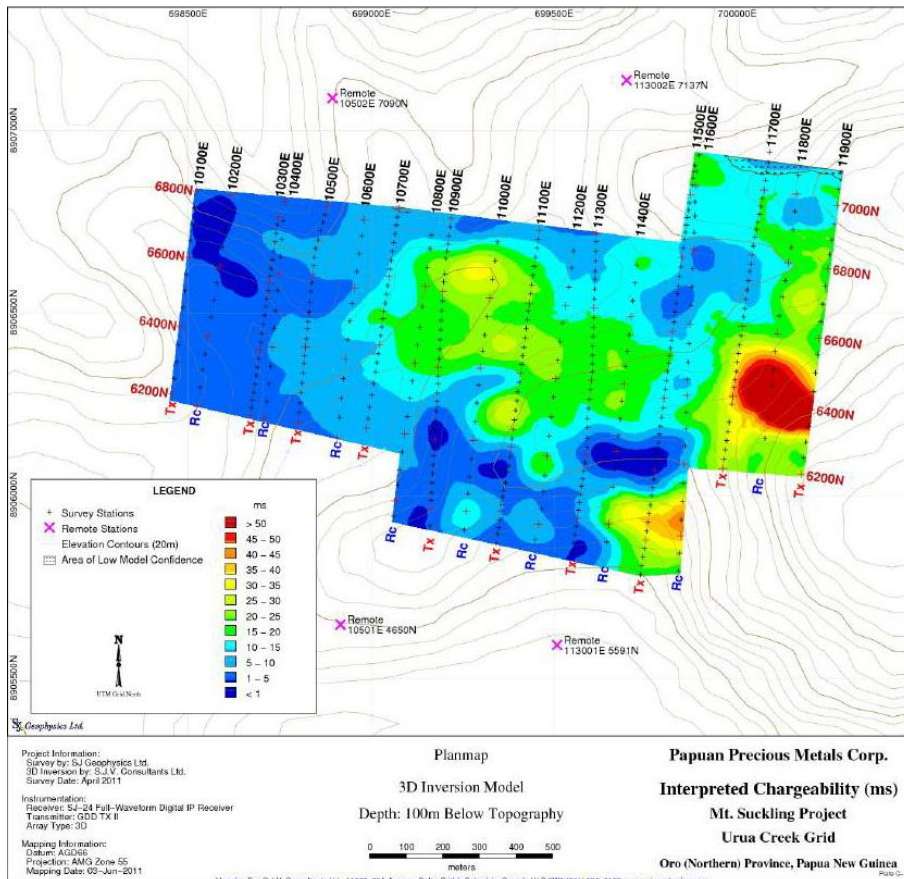 698500E 699000E 699500E 700000E
Remote
113002E 7137N
Remote
10502E 7090N
8907000N
11500E
11600E
11700E
11800E
11900E
10100E
10200E
10300E
10400E
10500E
10600E
10700E
10800E
10900E
11000E
11100E
11200E
11300E
11400E
6800N
7000N
6600N
6800N
8906500N
6400N
6600N
6200N
6400N
6200N
Tx
Rc
Tx
Rc
Tx
Rc
Tx
Tx
Rc
Tx
8906000N
Rc
Tx
Rc
Tx
Rc
Tx
Rc
Tx
Rc
LEGEND
Survey Stations
Remote Stations
Elevation Contours (20m)
Area of Low Model Confidence
ms
> 50
45 - 50
40 - 45
35 - 40
30 - 35
25 - 30
20 - 25
15 - 20
10 - 15
5 - 10
1 - 5
< 1
N
UTM Grid North
Remote
10501E 4650N
Remote
113001E 5591N
8905500N
SJ Geophysics Ltd.
Project Information:
Survey by: SJ Geophysics Ltd.
3D Inversion by: S.J.V. Consultants Ltd.
Survey Date: April 2011
Instrumentation:
Receiver: SJ-24 Full-Waveform Digital IP Receiver
Transmitter: GDD TX II
Array Type: 3D
Mapping Information:
Datum: AGD66
Projection: AMG Zone 55
Mapping Date: 03-Jun-2011
Planmap
3D Inversion Model
Depth: 100m Below Topography
0 100 200 300 400 500
meters
Papuan Precious Metals Corp.
Interpreted Chargeability (ms)
Mt. Suckling Project
Urua Creek Grid
Oro (Northern) Province, Papua New Guinea